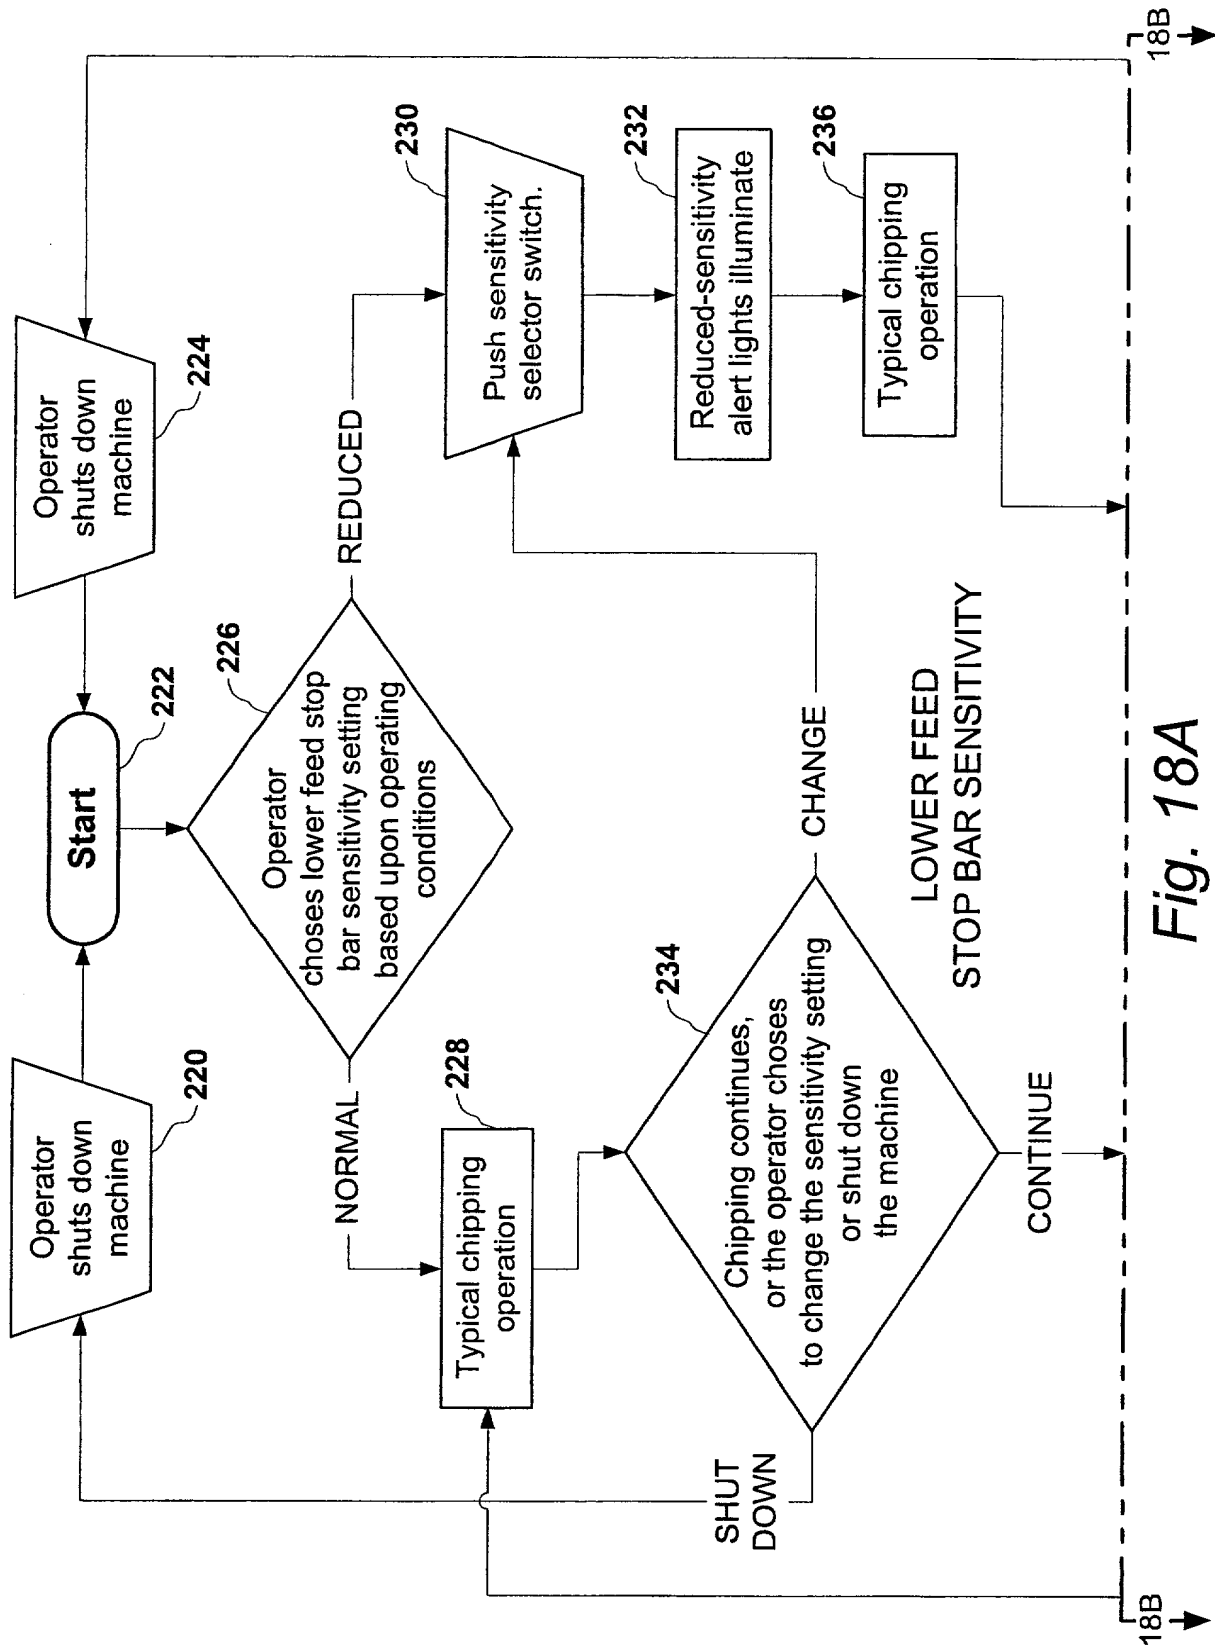 Operator
shuts down
machine
220
Start
222
Operator
shuts down
machine
224
Operator
choses lower feed stop
bar sensitivity setting
based upon operating
conditions
226
NORMAL
REDUCED
Typical chipping
operation
228
Push sensitivity
selector switch.
230
Reduced-sensitivity
alert lights illuminate
232
Chipping continues,
or the operator choses
to change the sensitivity setting
or shut down
the machine
234
Typical chipping
operation
236
SHUT
DOWN
CHANGE
CONTINUE
LOWER FEED
STOP BAR SENSITIVITY
18B
18B
Fig. 18A